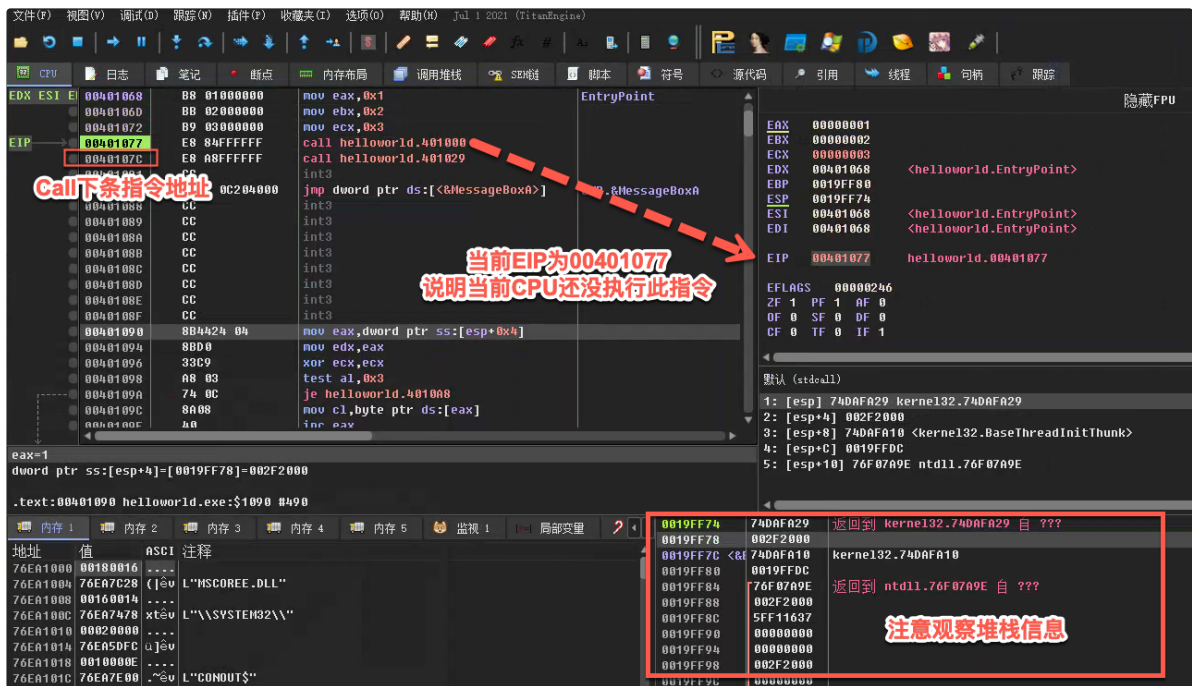 文件(F) 视图(V) 调试(D) 跟踪(N) 插件(P) 收藏夹(I) 选项(O) 帮助(H) Jul 1 2021 (TitanEngine)
CPU 日志 笔记 断点 内存布局 调用堆栈 SEH链 脚本 符号 源代码 引用 线程 句柄 跟踪
EDX ESI E 00401068 B8 01000000 mov eax,0x1 EntryPoint
0040106D BB 02000000 mov ebx,0x2
00401072 B9 03000000 mov ecx,0x3
EIP 00401077 E8 84FFFFFF call helloworld.401000
0040107C E8 A8FFFFFF call helloworld.401029
int3
Call下条指令地址
0C204000 jmp dword ptr ds:[<&MessageBoxA>] &MessageBoxA
00401088 CC int3
00401089 CC int3
0040108A CC int3
0040108B CC int3
0040108C CC int3
0040108D CC int3
0040108E CC int3
0040108F CC int3
当前EIP为00401077
说明当前CPU还没执行此指令
00401090 8B4424 04 mov eax,dword ptr ss:[esp+0x4]
00401094 8BD0 mov edx,eax
00401096 33C9 xor ecx,ecx
00401098 A8 03 test al,0x3
0040109A 74 0C je helloworld.4010A8
0040109C 8A08 mov cl,byte ptr ds:[eax]
0040109E 40 inc eax
隐藏FPU
EAX 00000001
EBX 00000002
ECX 00000003
EDX 00401068 <helloworld.EntryPoint>
EBP 0019FF80
ESP 0019FF74
ESI 00401068 <helloworld.EntryPoint>
EDI 00401068 <helloworld.EntryPoint>
EIP 00401077 helloworld.00401077
EFLAGS 00000246
ZF 1 PF 1 AF 0
OF 0 SF 0 DF 0
CF 0 TF 0 IF 1
默认 (stdcall)
1: [esp] 74DAFA29 kernel32.74DAFA29
2: [esp+4] 002F2000
3: [esp+8] 74DAFA10 <kernel32.BaseThreadInitThunk>
4: [esp+C] 0019FFDC
5: [esp+10] 76F07A9E ntdll.76F07A9E
eax=1
dword ptr ss:[esp+4]=[0019FF78]=002F2000
.text:00401090 helloworld.exe:$1090 #490
内存 1 内存 2 内存 3 内存 4 内存 5 监视 1 局部变量
地址 值 ASCI 注释
76EA1000 00180016 ....
76EA1004 76EA7C28 (|êv L"MSCOREE.DLL"
76EA1008 00160014 ....
76EA100C 76EA7478 xtêv L"\\SYSTEM32\\"
76EA1010 00020000 ....
76EA1014 76EA5DFC ü]êv
76EA1018 0010000E ....
76EA101C 76EA7E00 .~êv L"CONOUT$"
0019FF74 74DAFA29 返回到 kernel32.74DAFA29 自 ???
0019FF78 002F2000
0019FF7C <&B 74DAFA10 kernel32.74DAFA10
0019FF80 0019FFDC
0019FF84 76F07A9E 返回到 ntdll.76F07A9E 自 ???
0019FF88 002F2000
0019FF8C 5FF11637
0019FF90 00000000
0019FF94 00000000
0019FF98 002F2000
0019FF9C 00000000
注意观察堆栈信息